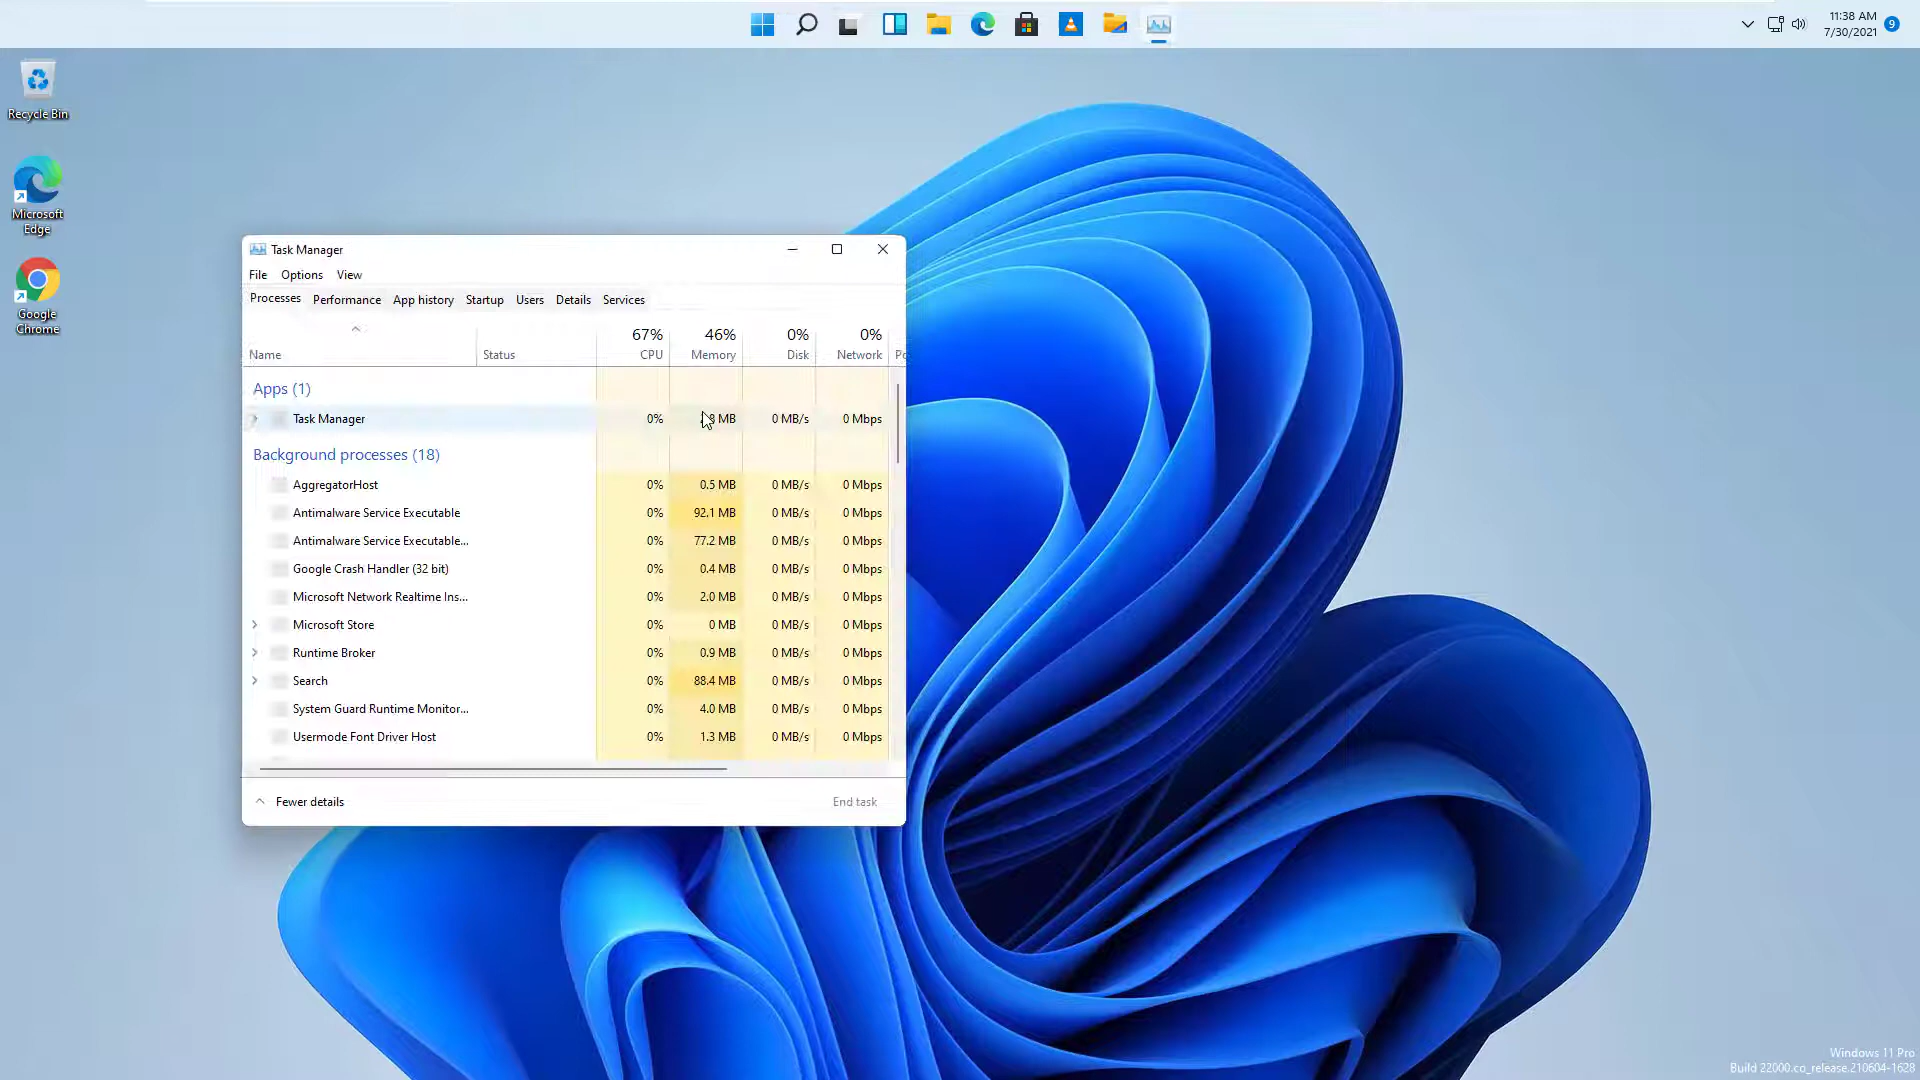 11:38 AM
7/30/2021
9
Recycle Bin
Microsoft
Edge
Google
Chrome
Task Manager
File Options View
Processes Performance App history Startup Users Details Services
67% 46% 0% 0%
Name Status CPU Memory Disk Network
Apps (1)
Task Manager 0% MB 0 MB/s 0 Mbps
Background processes (18)
AggregatorHost 0% 0.5 MB 0 MB/s 0 Mbps
Antimalware Service Executable 0% 92.1 MB 0 MB/s 0 Mbps
Antimalware Service Executable... 0% 77.2 MB 0 MB/s 0 Mbps
Google Crash Handler (32 bit) 0% 0.4 MB 0 MB/s 0 Mbps
Microsoft Network Realtime Ins... 0% 2.0 MB 0 MB/s 0 Mbps
Microsoft Store 0% 0 MB 0 MB/s 0 Mbps
Runtime Broker 0% 0.9 MB 0 MB/s 0 Mbps
Search 0% 88.4 MB 0 MB/s 0 Mbps
System Guard Runtime Monitor... 0% 4.0 MB 0 MB/s 0 Mbps
Usermode Font Driver Host 0% 1.3 MB 0 MB/s 0 Mbps
Fewer details End task
Windows 11 Pro
Build 22000.co_release.210604-1628